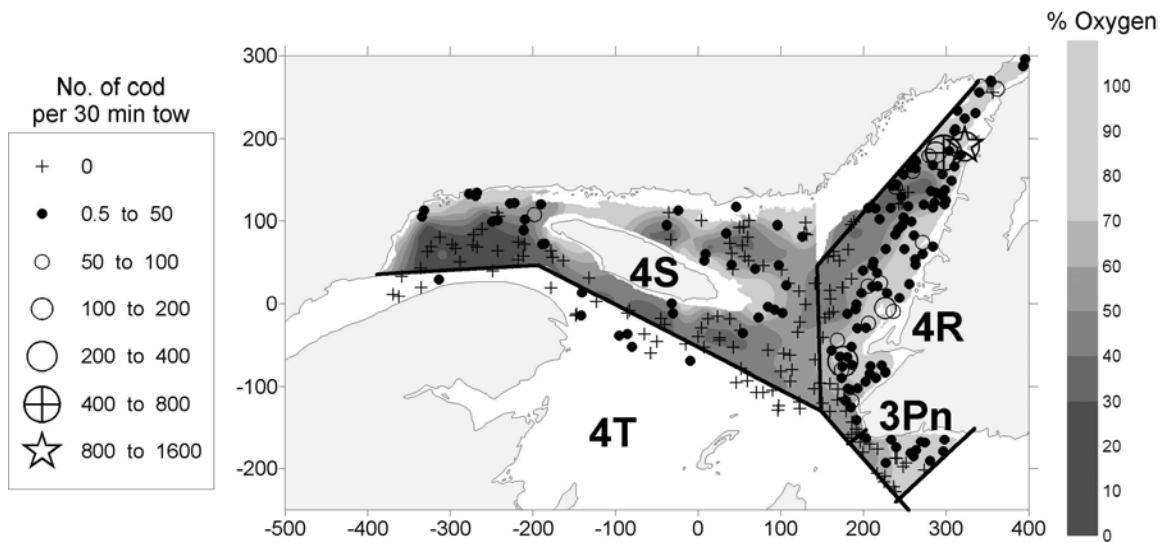 No. of cod
per 30 min tow
0
0.5 to 50
50 to 100
100 to 200
200 to 400
400 to 800
800 to 1600
300
200
100
0
-100
-200
-500 -400 -300 -200 -100 0 100 200 300 400
4S
4R
4T
3Pn
% Oxygen
100
90
80
70
60
50
40
30
20
10
0